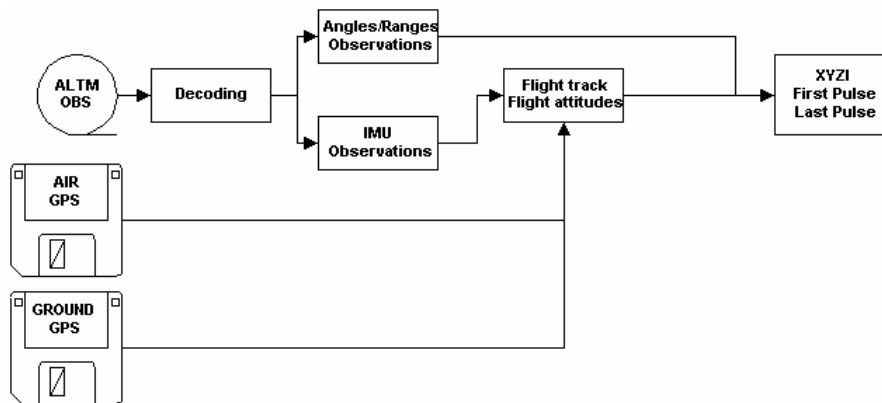 ALTM
OBS
Decoding
Angles/Ranges
Observations
IMU
Observations
Flight track
Flight attitudes
XYZI
First Pulse
Last Pulse
AIR
GPS
GROUND
GPS